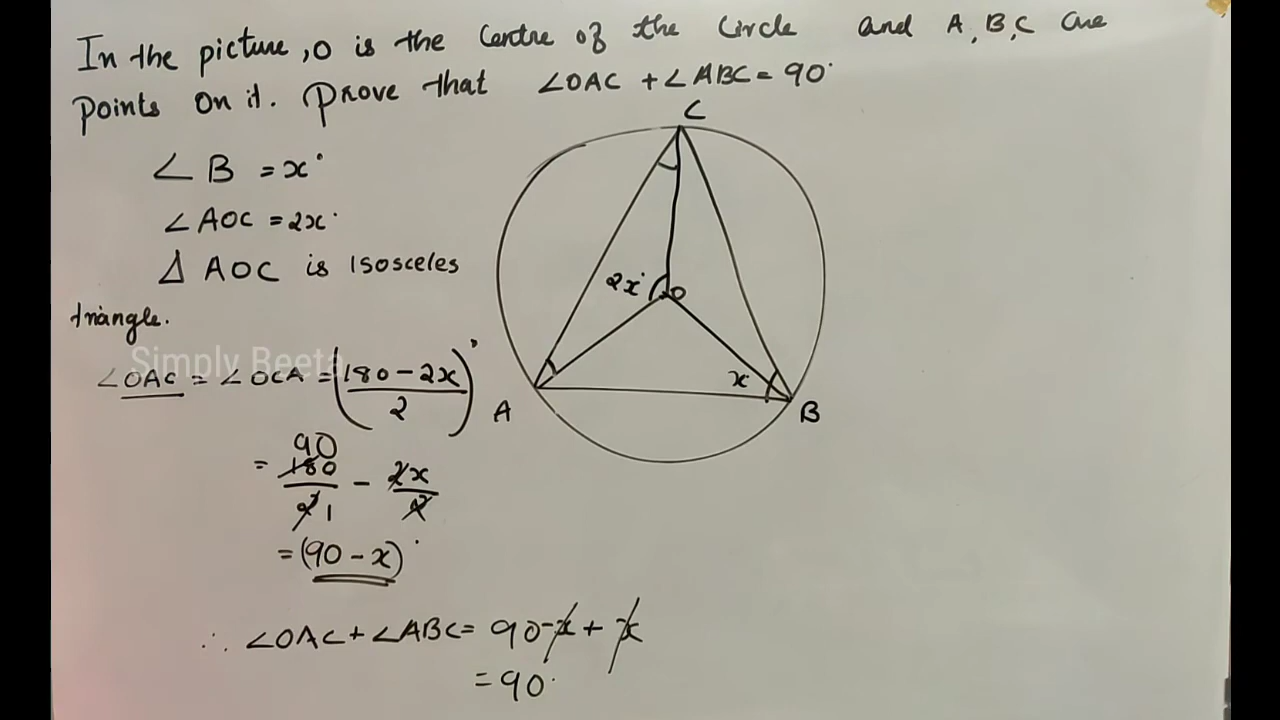 In the picture, O is the Centre of the Circle and A, B, C are
points on it. Prove that ∠OAC + ∠ABC = 90°
∠B = x°
∠AOC = 2x°
Δ AOC is Isosceles
triangle.
Simply Beeta
∠OAC = ∠OCA = (180 - 2x / 2)°
= 180/2 - 2x/2
90
1
= (90 - x)°
∴ ∠OAC + ∠ABC = 90 - x + x
= 90°
C
2x°
O
x
A
B